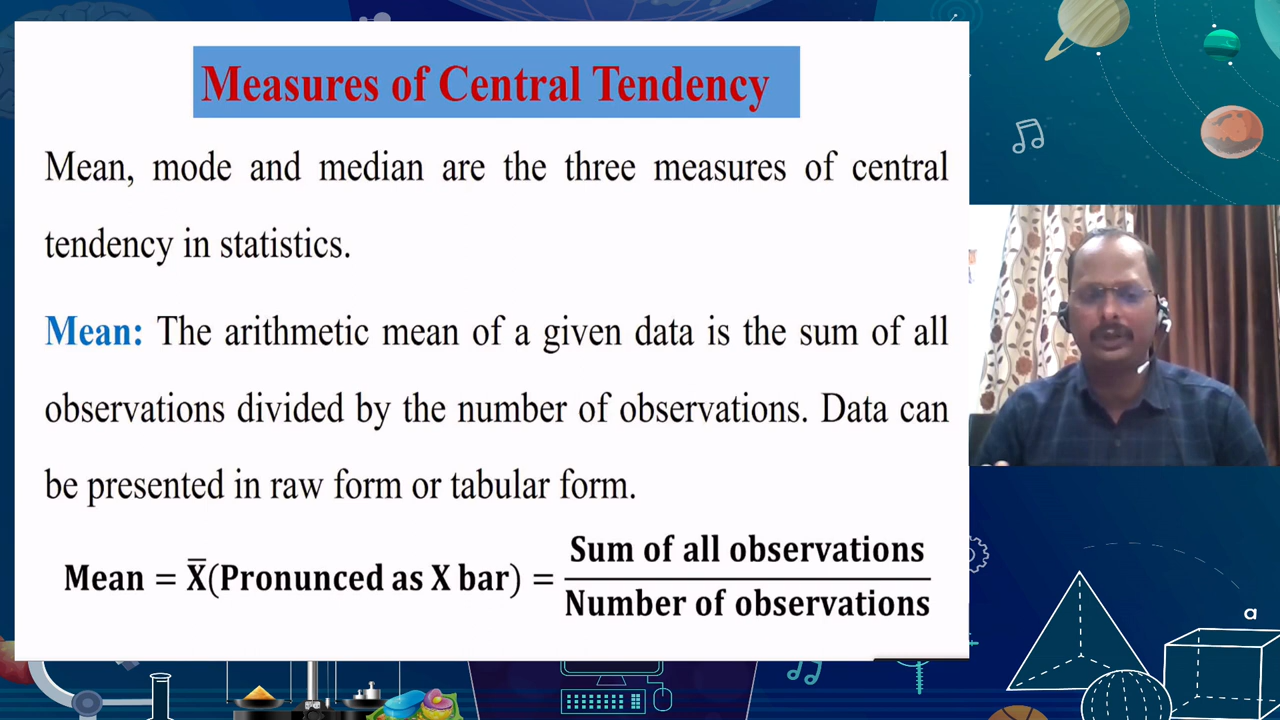 Measures of Central Tendency
Mean, mode and median are the three measures of central
tendency in statistics.
Mean: The arithmetic mean of a given data is the sum of all
observations divided by the number of observations. Data can
be presented in raw form or tabular form.
Mean = X̅(Pronunced as X bar) = Sum of all observations
Number of observations
a